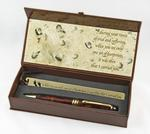 "during your times
of trial and suffering,
when you see only
one set of footprints,
it was then
that I carried you."